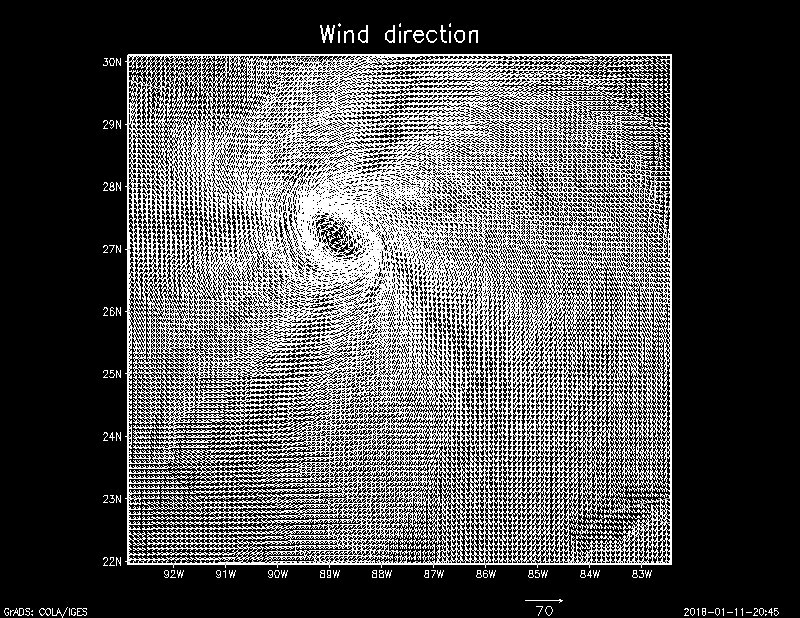 Wind direction
30N
29N
28N
27N
26N
25N
24N
23N
22N
92W 91W 90W 89W 88W 87W 86W 85W 84W 83W
70
GrADS: COLA/IGES 2018-01-11-20:45